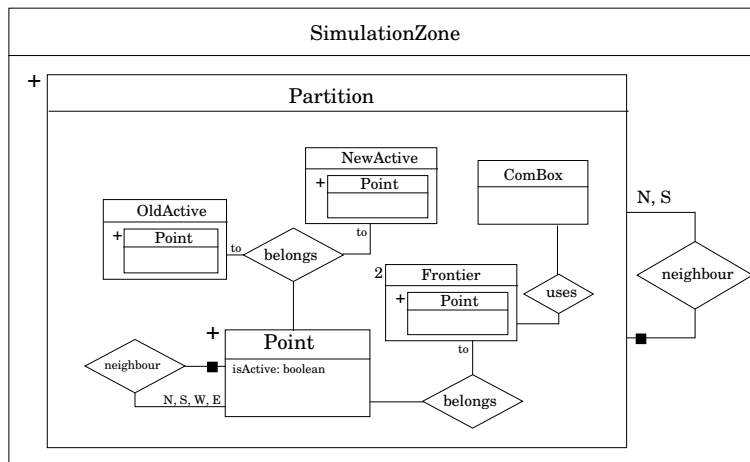 SimulationZone
+
Partition
NewActive
+ Point
ComBox
N, S
OldActive
+ Point
to
to
belongs
neighbour
2 Frontier
+ Point
uses
+
Point
to
neighbour
isActive: boolean
N, S, W, E
belongs